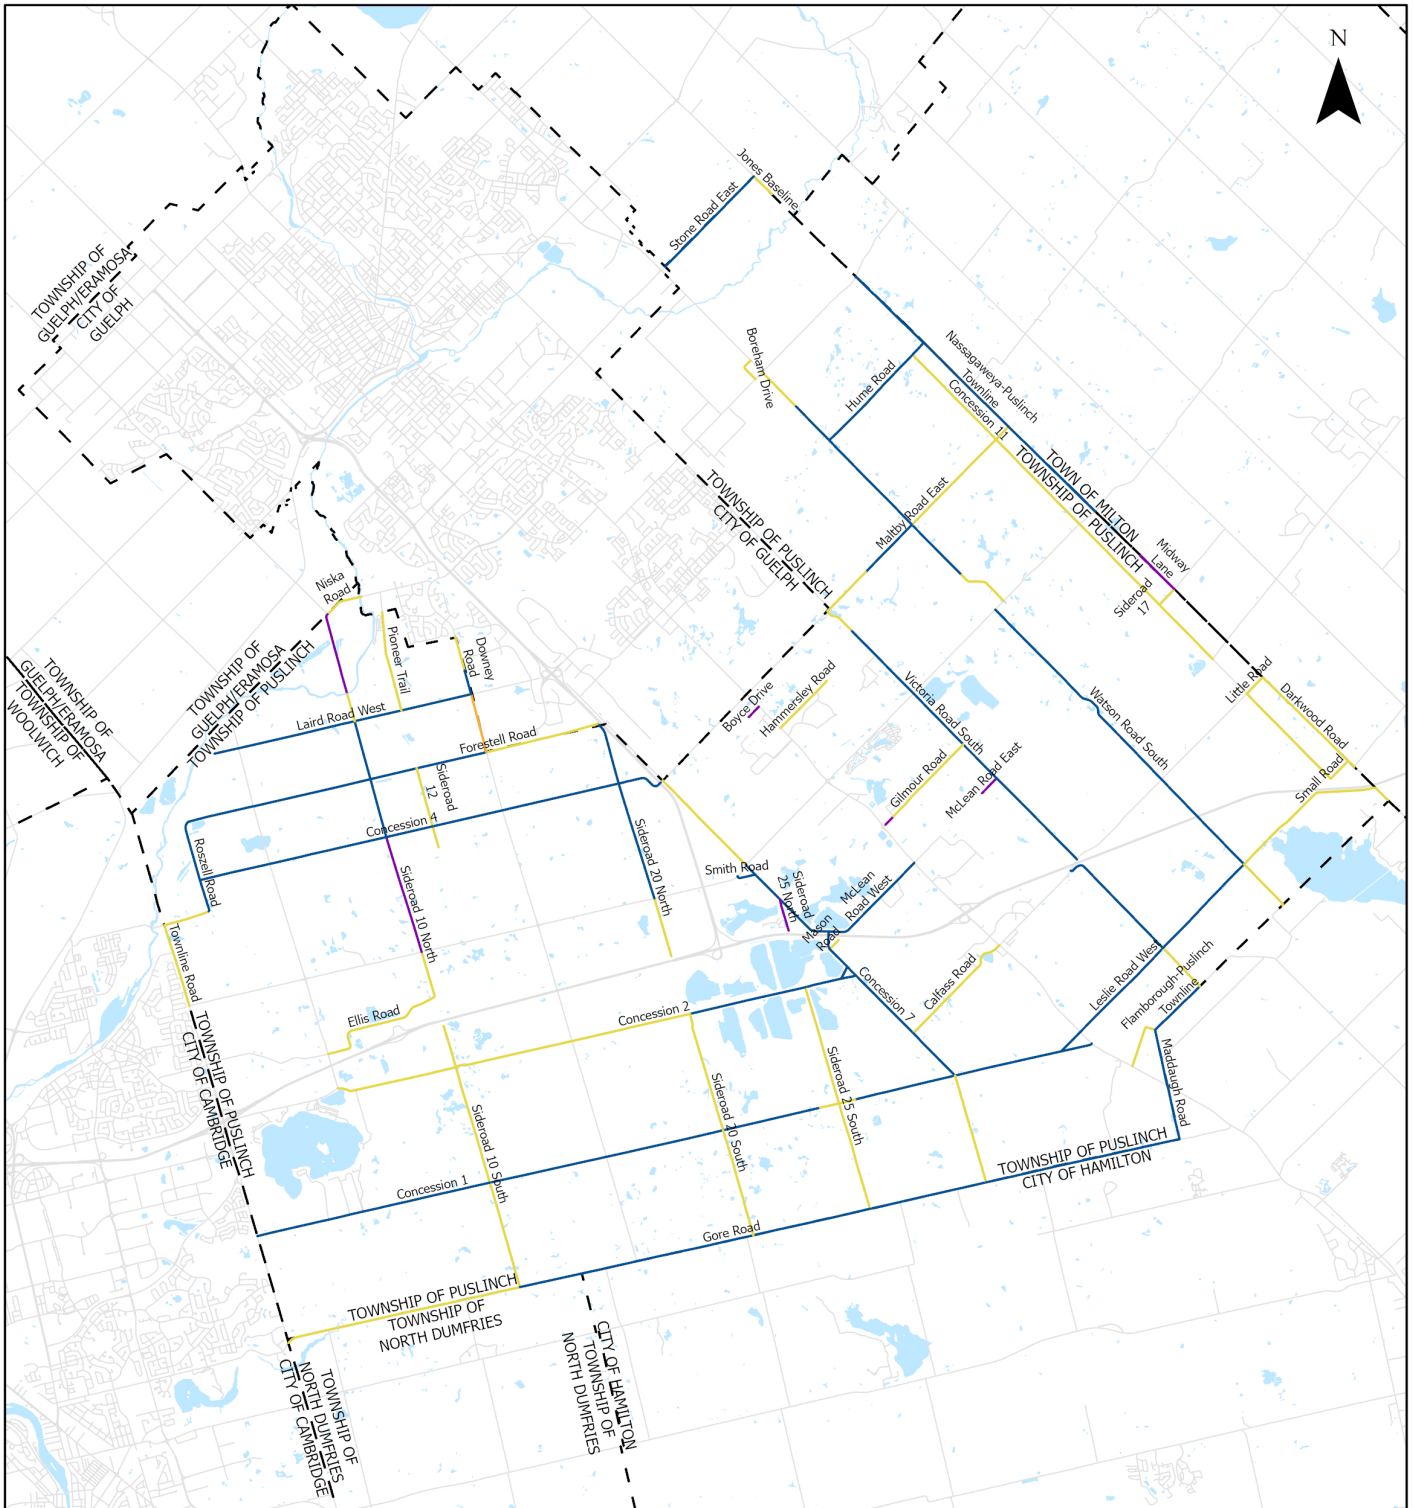 N
Jones Baseline
Stone Road East
TOWNSHIP OF
GUELPH/ERAMOSA
CITY OF
GUELPH
Boreham Drive
Hume Road
Nassagaweya-Puslinch
Townline
Concession 11
TOWN OF MILTON
TOWNSHIP OF PUSLINCH
TOWNSHIP OF PUSLINCH
CITY OF GUELPH
Maltby Road East
Midway
Lane
Sideroad
17
Niska
Road
Pioneer Trail
Downey
Road
TOWNSHIP OF
GUELPH/ERAMOSA
TOWNSHIP OF PUSLINCH
TOWNSHIP OF
GUELPH/ERAMOSA
TOWNSHIP OF
WOOLWICH
Laird Road West
Forestell Road
Boyce Drive
Hammersley Road
Victoria Road South
Watson Road South
Little Road
Darkwood Road
Small Road
Sideroad
12
Gilmour Road
McLean Road East
Concession 4
Roszell Road
Sideroad 10 North
Sideroad 20 North
Smith Road
Sideroad
25 North
McLean
Road West
Mason
Road
Townline Road
Ellis Road
Concession 2
Concession 7
Calfass Road
Leslie Road West
Flamborough-Puslinch
Townline
Maddaugh Road
TOWNSHIP OF PUSLINCH
CITY OF CAMBRIDGE
Sideroad 10 South
Sideroad 20 South
Sideroad 25 South
Concession 1
Gore Road
TOWNSHIP OF PUSLINCH
CITY OF HAMILTON
TOWNSHIP OF PUSLINCH
TOWNSHIP OF
NORTH DUMFRIES
TOWNSHIP OF
NORTH DUMFRIES
CITY OF CAMBRIDGE
CITY OF HAMILTON
TOWNSHIP OF
NORTH DUMFRIES